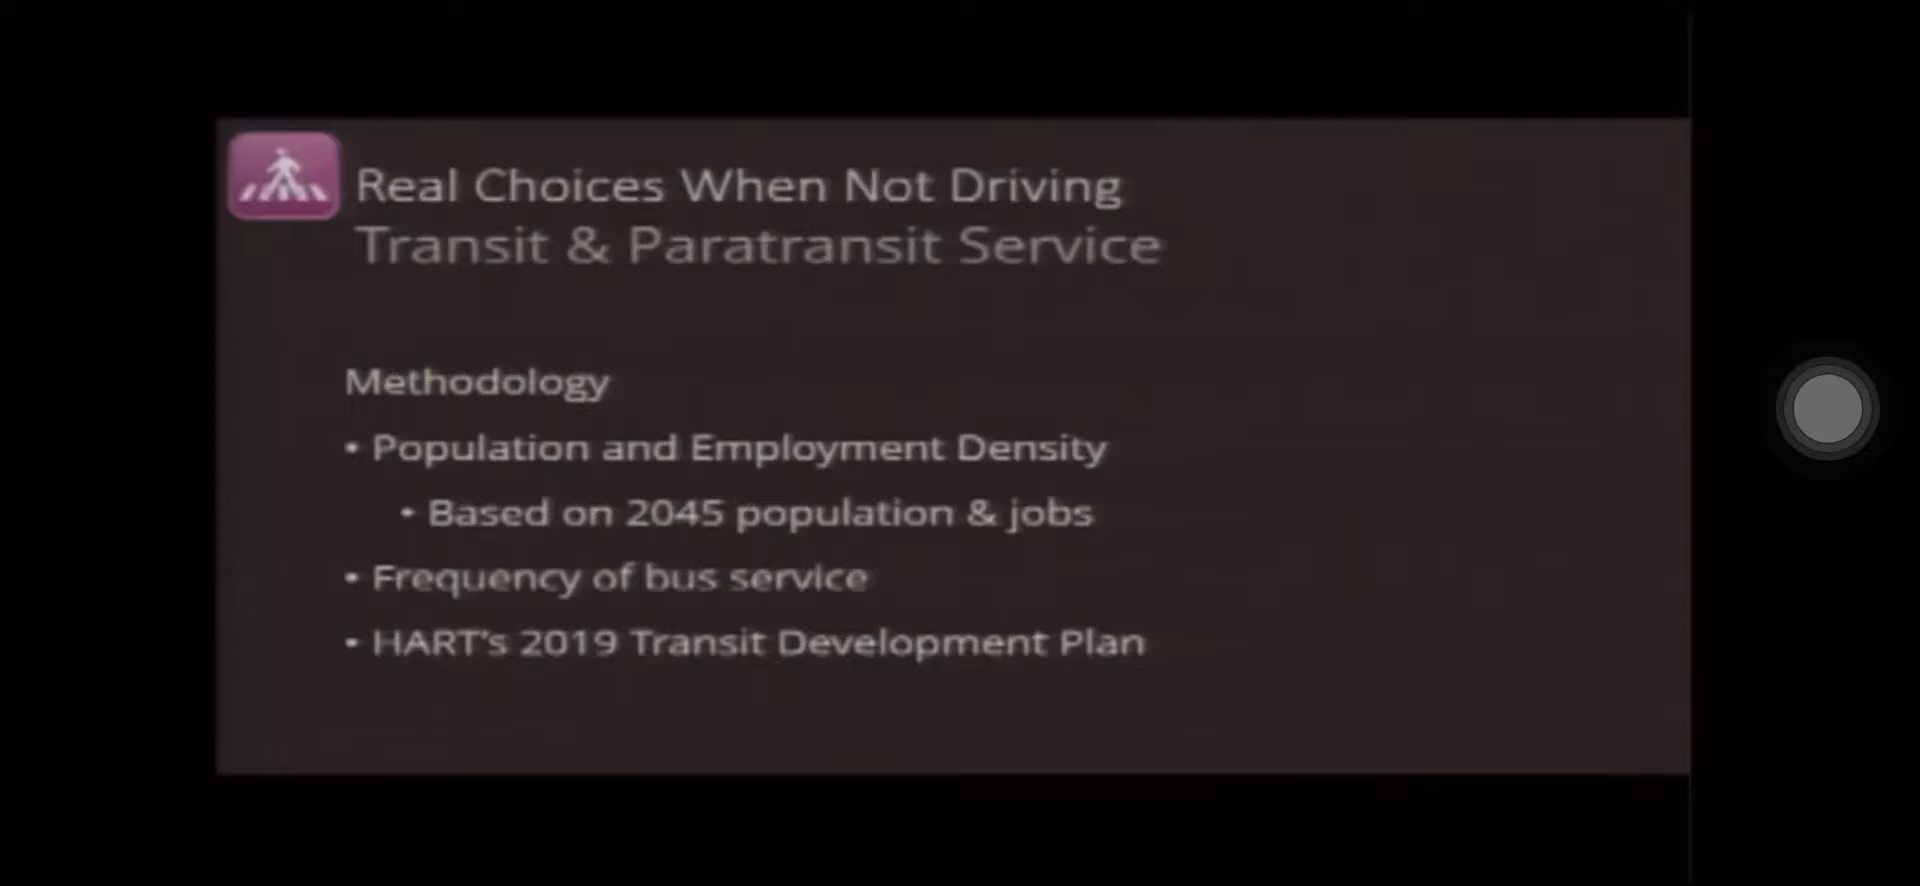 Real Choices When Not Driving
Transit & Paratransit Service
Methodology
• Population and Employment Density
• Based on 2045 population & jobs
• Frequency of bus service
• HART's 2019 Transit Development Plan